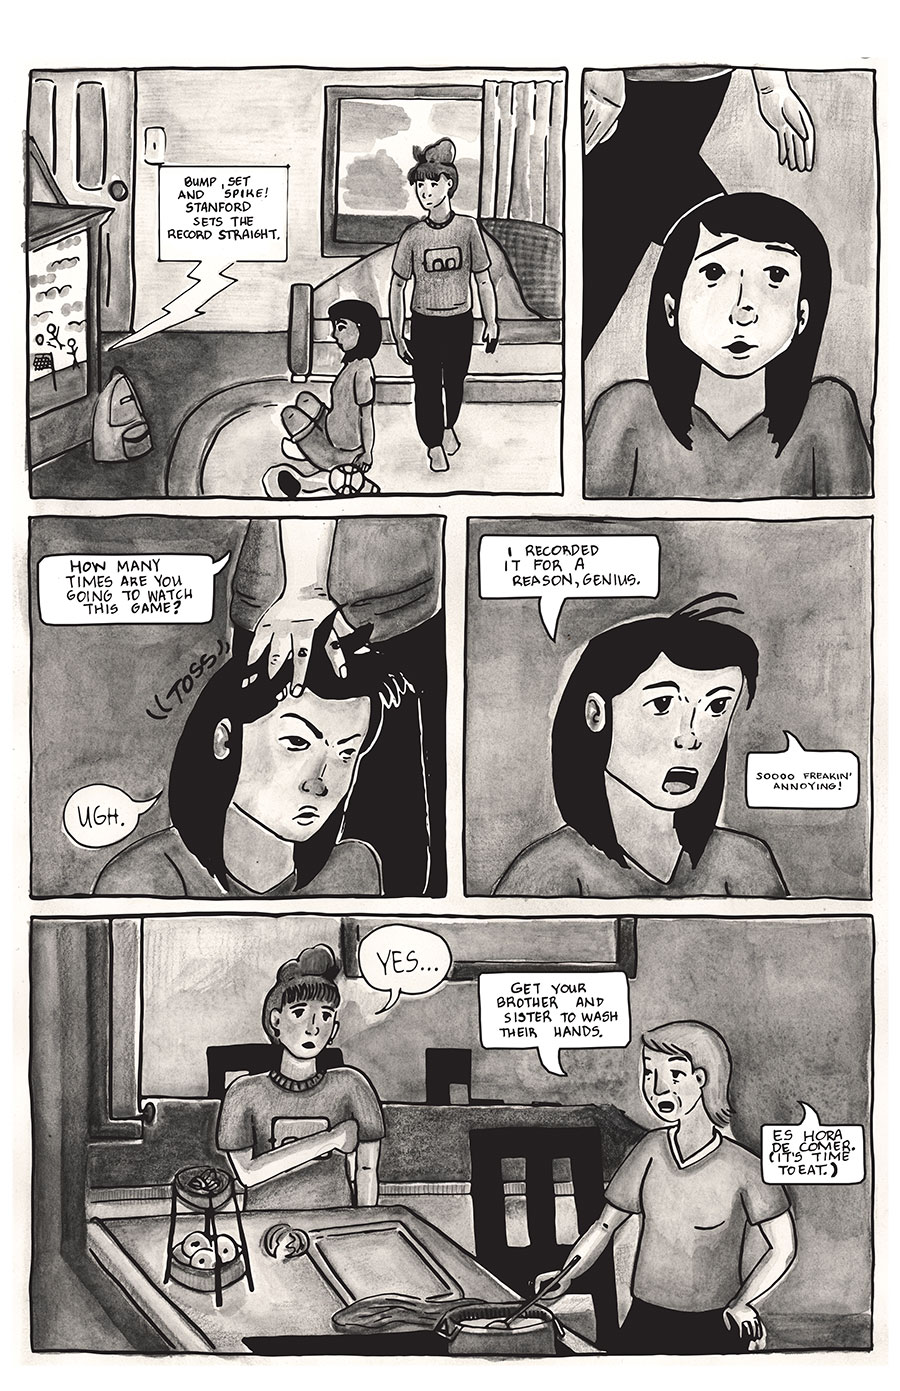 BUMP, SET
AND SPIKE!
STANFORD
SETS THE
RECORD STRAIGHT.
HOW MANY
TIMES ARE YOU
GOING TO WATCH
THIS GAME?
((TOSS))
UGH.
I RECORDED
IT FOR A
REASON, GENIUS.
SOOOO FREAKIN'
ANNOYING!
YES...
GET YOUR
BROTHER AND
SISTER TO WASH
THEIR HANDS.
ES HORA
DE COMER.
(IT'S TIME
TO EAT.)